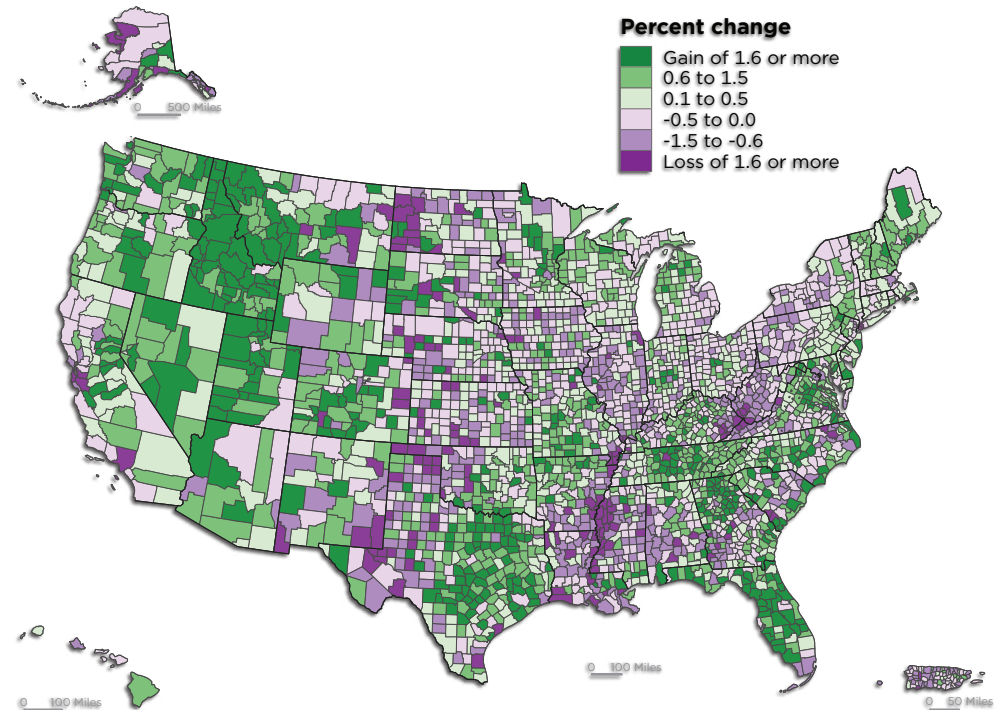 Percent change
Gain of 1.6 or more
0.6 to 1.5
0.1 to 0.5
-0.5 to 0.0
-1.5 to -0.6
Loss of 1.6 or more
0 500 Miles
0 100 Miles
0 100 Miles
0 50 Miles